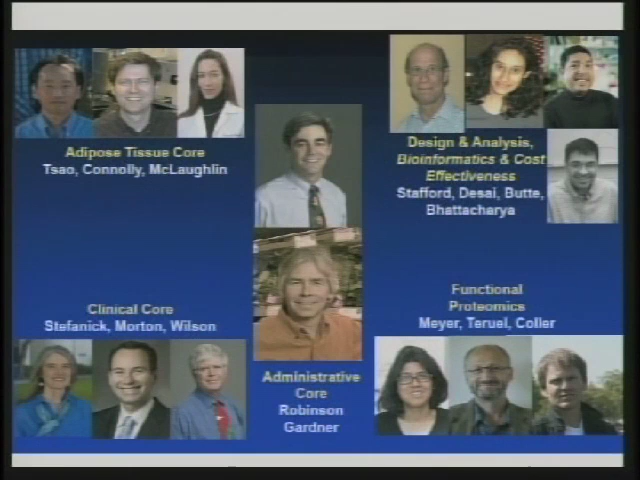 Adipose Tissue Core
Tsao, Connolly, McLaughlin
Design & Analysis,
Bioinformatics & Cost
Effectiveness
Stafford, Desai, Butte,
Bhattacharya
Clinical Core
Stefanick, Morton, Wilson
Functional
Proteomics
Meyer, Teruel, Coller
Administrative
Core
Robinson
Gardner